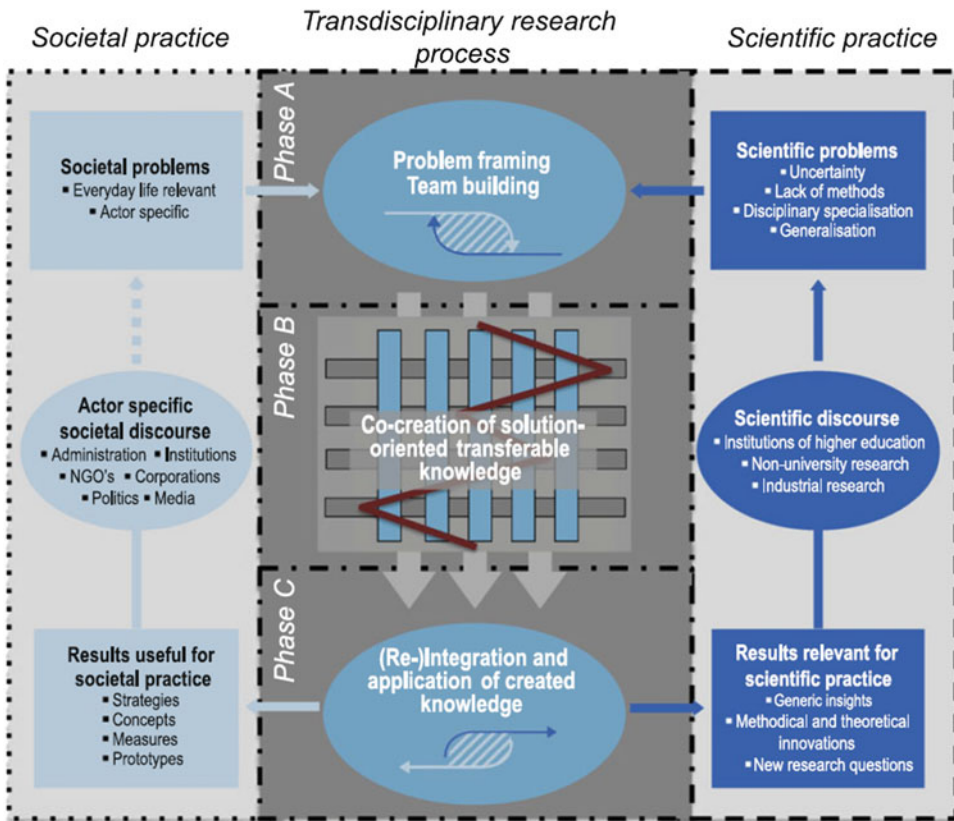 Societal practice
Transdisciplinary research
process
Scientific practice
Phase A
Societal problems
▪ Everyday life relevant
▪ Actor specific
Problem framing
Team building
Scientific problems
▪ Uncertainty
▪ Lack of methods
▪ Disciplinary specialisation
▪ Generalisation
Phase B
Actor specific
societal discourse
▪ Administration ▪ Institutions
▪ NGO's ▪ Corporations
▪ Politics ▪ Media
Co-creation of solution-
oriented transferable
knowledge
Scientific discourse
▪ Institutions of higher education
▪ Non-university research
▪ Industrial research
Phase C
Results useful for
societal practice
▪ Strategies
▪ Concepts
▪ Measures
▪ Prototypes
(Re-)Integration and
application of created
knowledge
Results relevant for
scientific practice
▪ Generic insights
▪ Methodical and theoretical
innovations
▪ New research questions